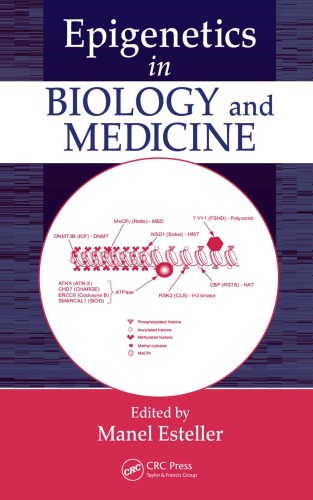 Epigenetics
in
BIOLOGY and
MEDICINE
MeCP₂ (Retts) - MBD
? YY1 (FSHD) - Polycomb
DNMT3B (ICF) - DNMT
NSD1 (Sotos) - HMT
ATRX (ATR-X)
CHD7 (CHARGE)
ERCC6 (Cockayne B)
SMARCAL1 (SIOD)
ATPase
CBP (RSTS) - HAT
RSK2 (CLS) - H3 kinase
Phosphorylated histone
Acetylated histone
Methylated histone
Methyl-cytosine
MeCPs
Edited by
Manel Esteller
CRC Press
Taylor & Francis Group